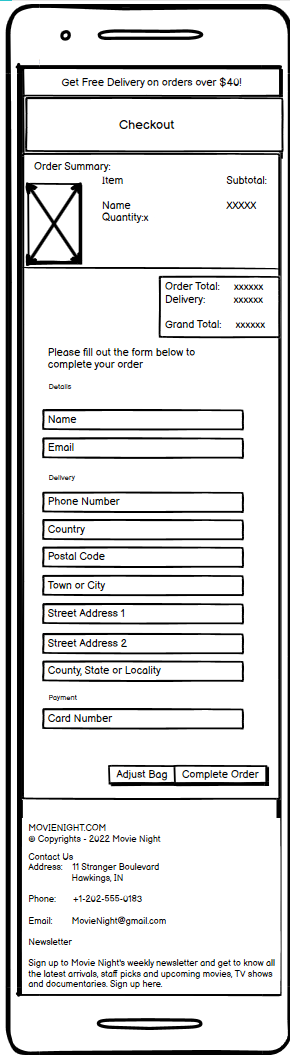 Get Free Delivery on orders over $40!
Checkout
Order Summary:
Item Subtotal:
Name XXXXX
Quantity:x
Order Total: xxxxxx
Delivery: xxxxxx
Grand Total: xxxxxx
Please fill out the form below to
complete your order
Details
Name
Email
Delivery
Phone Number
Country
Postal Code
Town or City
Street Address 1
Street Address 2
County, State or Locality
Payment
Card Number
Adjust Bag Complete Order
MOVIENIGHT.COM
© Copyrights - 2022 Movie Night
Contact Us
Address: 11 Stranger Boulevard
Hawkings, IN
Phone: +1-202-555-0183
Email: MovieNight@gmail.com
Newsletter
Sign up to Movie Night's weekly newsletter and get to know all
the latest arrivals, staff picks and upcoming movies, TV shows
and documentaries. Sign up here.